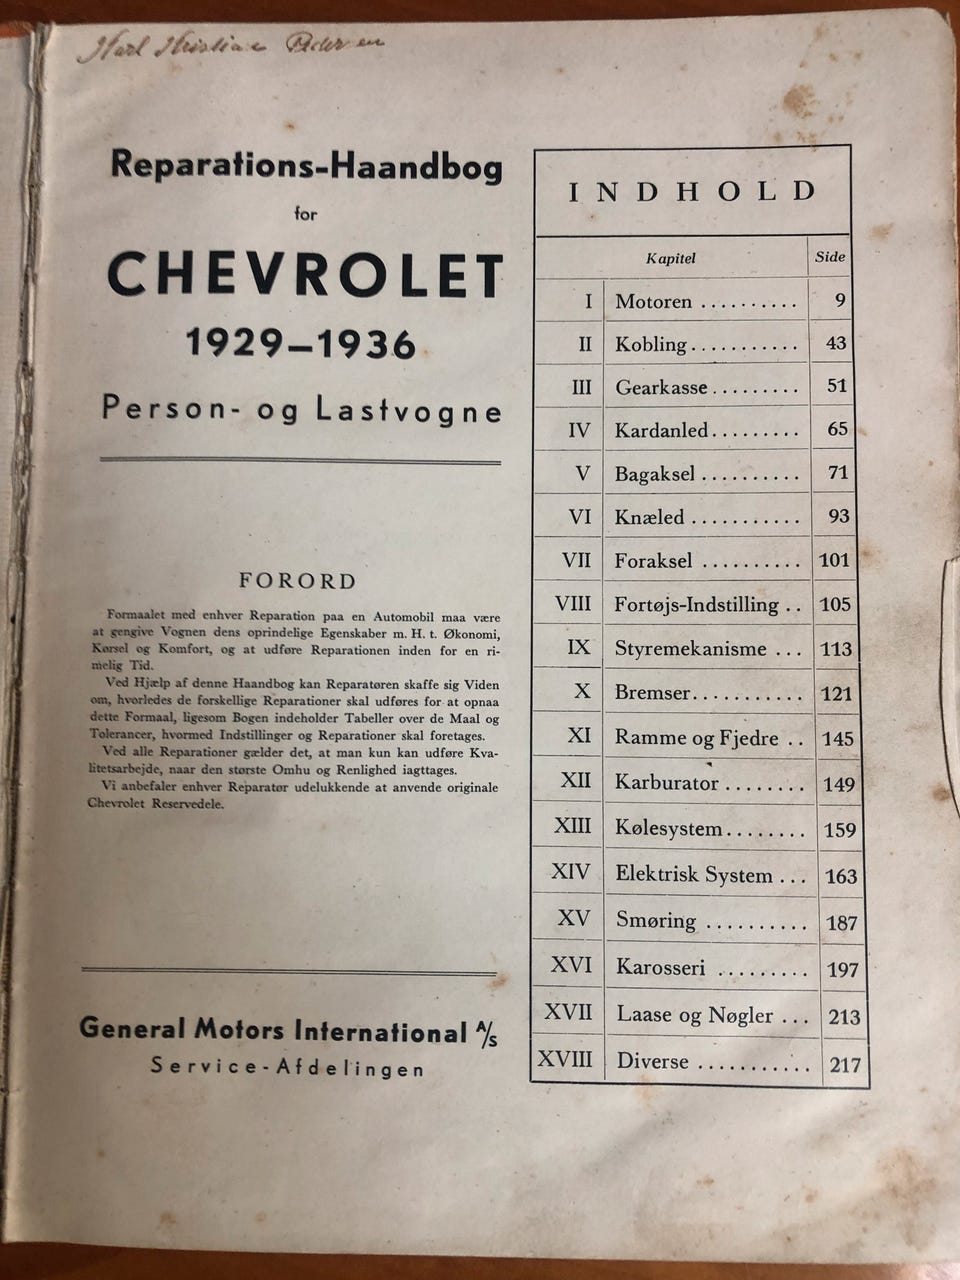 Karl Kristian Pedersen
Reparations-Haandbog
for
CHEVROLET
1929–1936
Person- og Lastvogne
FORORD
Formaalet med enhver Reparation paa en Automobil maa være
at gengive Vognen dens oprindelige Egenskaber m. H. t. Økonomi,
Kørsel og Komfort, og at udføre Reparationen inden for en ri-
melig Tid.
Ved Hjælp af denne Haandbog kan Reparatøren skaffe sig Viden
om, hvorledes de forskellige Reparationer skal udføres for at opnaa
dette Formaal, ligesom Bogen indeholder Tabeller over de Maal og
Tolerancer, hvormed Indstillinger og Reparationer skal foretages.
Ved alle Reparationer gælder det, at man kun kan udføre Kva-
litetsarbejde, naar den største Omhu og Renlighed iagttages.
Vi anbefaler enhver Reparatør udelukkende at anvende originale
Chevrolet Reservedele.
General Motors International A/S
Service-Afdelingen
INDHOLD
Kapitel Side
I Motoren .......... 9
II Kobling........... 43
III Gearkasse......... 51
IV Kardanled......... 65
V Bagaksel .......... 71
VI Knæled ........... 93
VII Foraksel .......... 101
VIII Fortøjs-Indstilling .. 105
IX Styremekanisme ... 113
X Bremser........... 121
XI Ramme og Fjedre .. 145
XII Karburator ........ 149
XIII Kølesystem........ 159
XIV Elektrisk System ... 163
XV Smøring .......... 187
XVI Karosseri ......... 197
XVII Laase og Nøgler ... 213
XVIII Diverse ........... 217